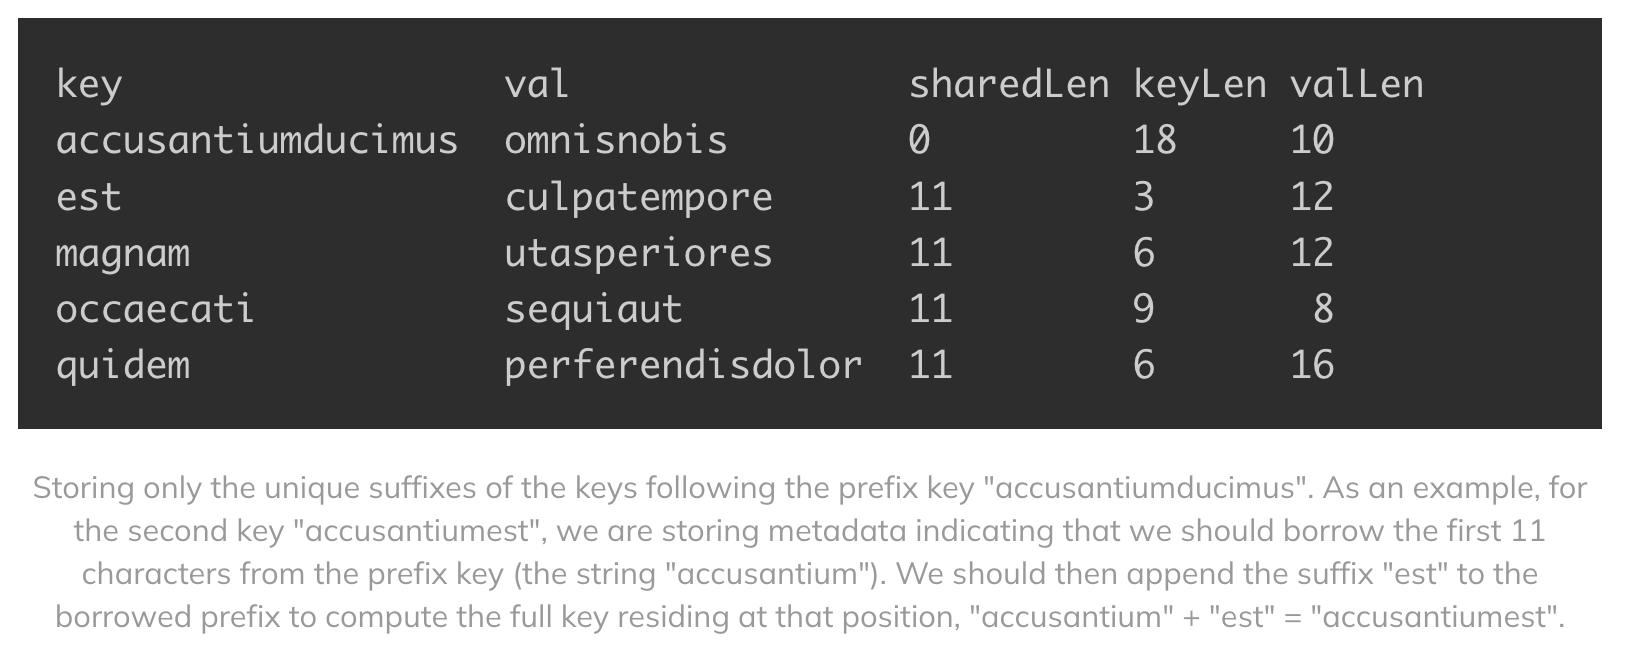 key val sharedLen keyLen valLen
accusantiumducimus omnisnobis 0 18 10
est culpatempore 11 3 12
magnam utasperiores 11 6 12
occaecati sequiaut 11 9 8
quidem perferendisdolor 11 6 16
Storing only the unique suffixes of the keys following the prefix key "accusantiumducimus". As an example, for
the second key "accusantiumest", we are storing metadata indicating that we should borrow the first 11
characters from the prefix key (the string "accusantium"). We should then append the suffix "est" to the
borrowed prefix to compute the full key residing at that position, "accusantium" + "est" = "accusantiumest".